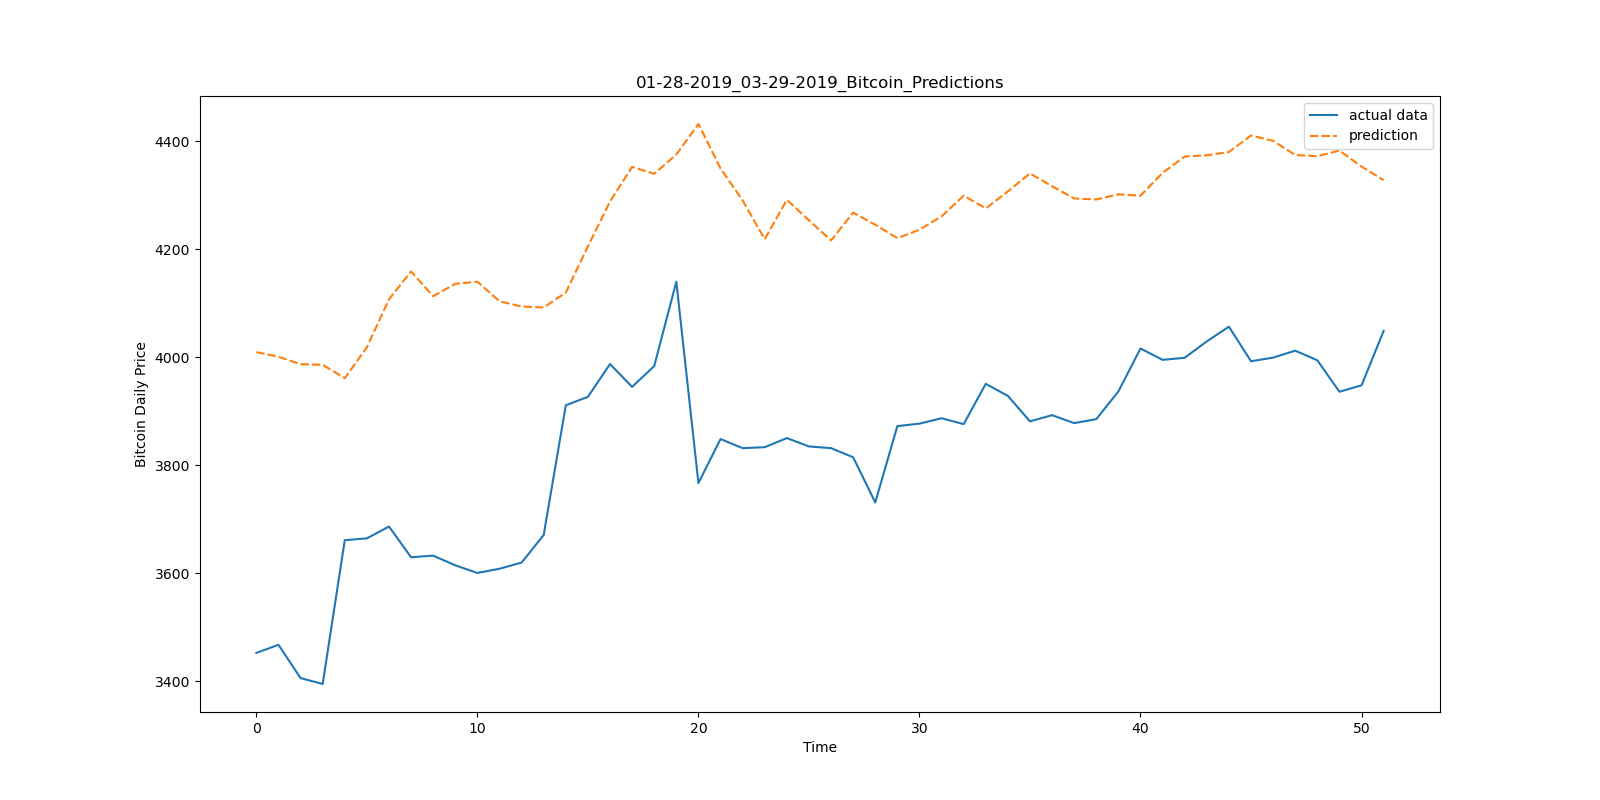 01-28-2019_03-29-2019_Bitcoin_Predictions
actual data
prediction
4400
4200
4000
3800
3600
3400
Bitcoin Daily Price
0 10 20 30 40 50
Time